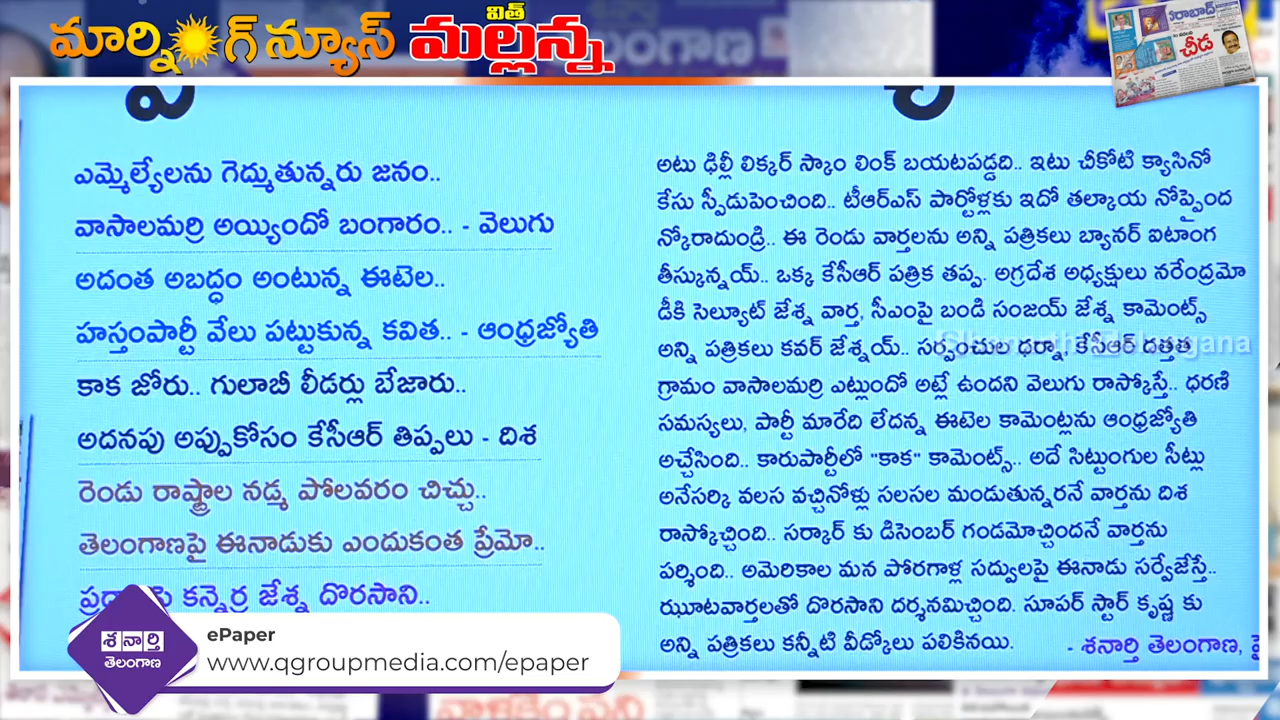 మార్నింగ్ న్యూస్ విత్ మల్లన్న
ఎమ్మెల్యేలను గెద్ముతున్నరు జనం..
వాసాలమర్రి అయ్యిందో బంగారం.. - వెలుగు
అదంత అబద్ధం అంటున్న ఈటెల..
హస్తంపార్టీ వేలు పట్టుకున్న కవిత.. - ఆంధ్రజ్యోతి
కాక జోరు.. గులాబీ లీడర్లు బేజారు..
అదనపు అప్పుకోసం కేసీఆర్ తిప్పలు - దిశ
రెండు రాష్ట్రాల నడ్మ పోలవరం చిచ్చు..
తెలంగాణపై ఈనాడుకు ఎందుకంత ప్రేమో..
కన్నెర్ర జేశ్న దొరసాని..
అటు ఢిల్లీ లిక్కర్ స్కాం లింక్ బయటపడ్డది.. ఇటు చీకోటి క్యాసినో
కేసు స్పీడుపెంచింది.. టీఆర్ఎస్ పార్టోళ్లకు ఇదో తల్కాయ నోప్పైంద
న్కోరాదుండ్రి.. ఈ రెండు వార్తలను అన్ని పత్రికలు బ్యానర్ ఐటాంగ
తీస్కున్నయ్.. ఒక్క కేసీఆర్ పత్రిక తప్ప. అగ్రదేశ అధ్యక్షులు నరేంద్రమో
డీకి సెల్యూట్ జేశ్న వార్త, సీఎంపై బండి సంజయ్ జేశ్న కామెంట్స్
అన్ని పత్రికలు కవర్ జేశ్నయ్.. సర్పంచుల ధర్నా, కేసీఆర్ దత్తత
గ్రామం వాసాలమర్రి ఎట్లుందో అట్లే ఉందని వెలుగు రాస్కోస్తే.. ధరణి
సమస్యలు, పార్టీ మారేది లేదన్న ఈటెల కామెంట్లను ఆంధ్రజ్యోతి
అచ్చేసింది.. కారుపార్టీలో "కాక" కామెంట్స్.. అదే సిట్టుంగుల సీట్లు
అనేసర్కి వలస వచ్చినోళ్లు సలసల మండుతున్నరనే వార్తను దిశ
రాస్కోచ్చింది.. సర్కార్ కు డిసెంబర్ గండమోచ్చిందనే వార్తను
పర్శింది.. అమెరికాల మన పోరగాళ్ల సద్వులపై ఈనాడు సర్వేజేస్తే..
ఝూటవార్తలతో దొరసాని దర్శనమిచ్చింది. సూపర్ స్టార్ కృష్ణ కు
అన్ని పత్రికలు కన్నీటి వీడ్కోలు పలికినయి.
- శనార్తి తెలంగాణ,
శనార్తి
తెలంగాణ
ePaper
www.qgroupmedia.com/epaper